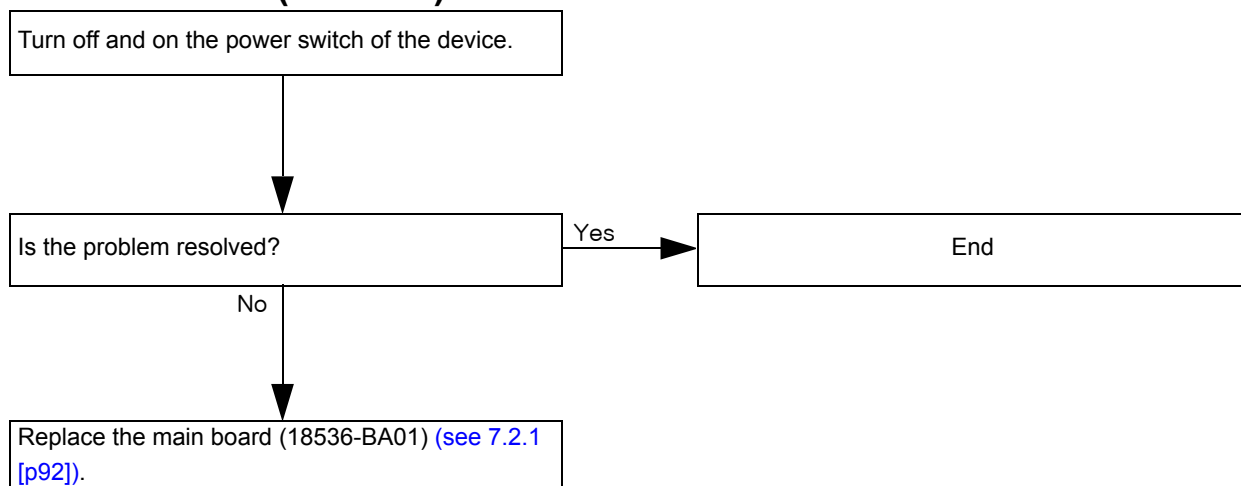 Turn off and on the power switch of the device.
Is the problem resolved?
Yes
End
No
Replace the main board (18536-BA01) (see 7.2.1
[p92]).